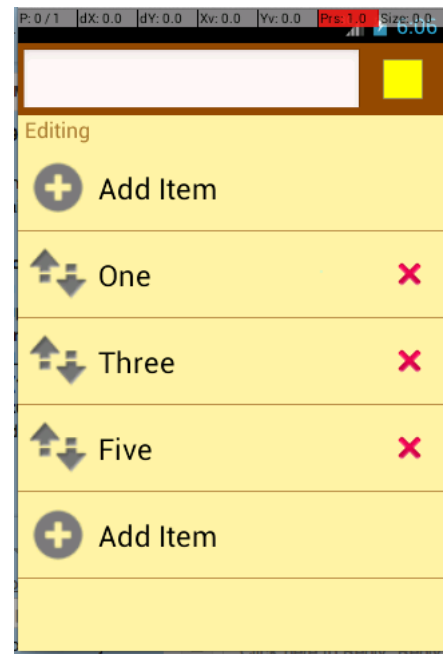 P: 0 / 1 dX: 0.0 dY: 0.0 Xv: 0.0 Yv: 0.0 Prs: 1.0 Size: 0.0
6:06
Editing
Add Item
One
Three
Five
Add Item